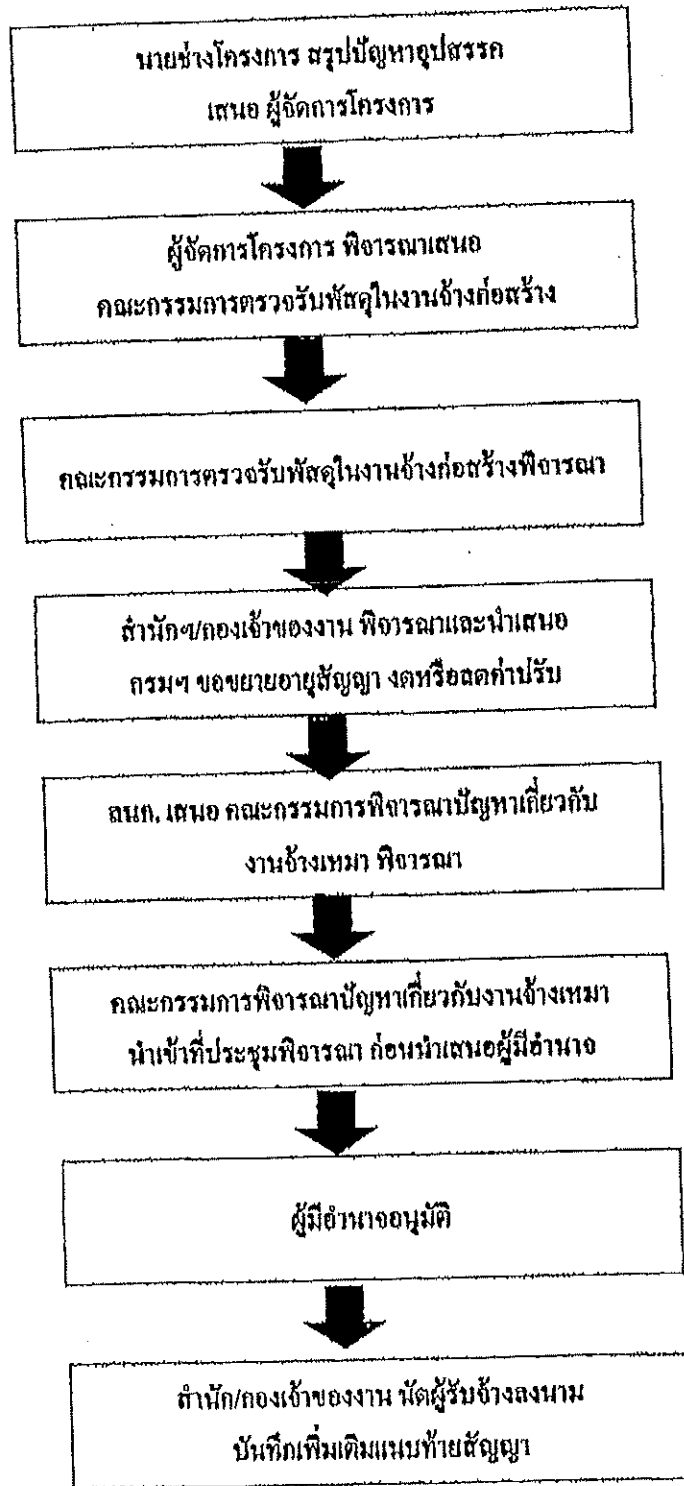 นายช่างโครงการ สรุปปัญหาอุปสรรค
เสนอ ผู้จัดการโครงการ
ผู้จัดการโครงการ พิจารณาเสนอ
คณะกรรมการตรวจรับพัสดุในงานจ้างก่อสร้าง
คณะกรรมการตรวจรับพัสดุในงานจ้างก่อสร้างพิจารณา
สำนักฯ/กองเจ้าของงาน พิจารณาและนำเสนอ
กรมฯ ขอขยายอายุสัญญา งดหรือลดค่าปรับ
สนก. เสนอ คณะกรรมการพิจารณาปัญหาเกี่ยวกับ
งานจ้างเหมา พิจารณา
คณะกรรมการพิจารณาปัญหาเกี่ยวกับงานจ้างเหมา
นำเข้าที่ประชุมพิจารณา ก่อนนำเสนอผู้มีอำนาจ
ผู้มีอำนาจอนุมัติ
สำนัก/กองเจ้าของงาน นัดผู้รับจ้างลงนาม
บันทึกเพิ่มเติมแนบท้ายสัญญา